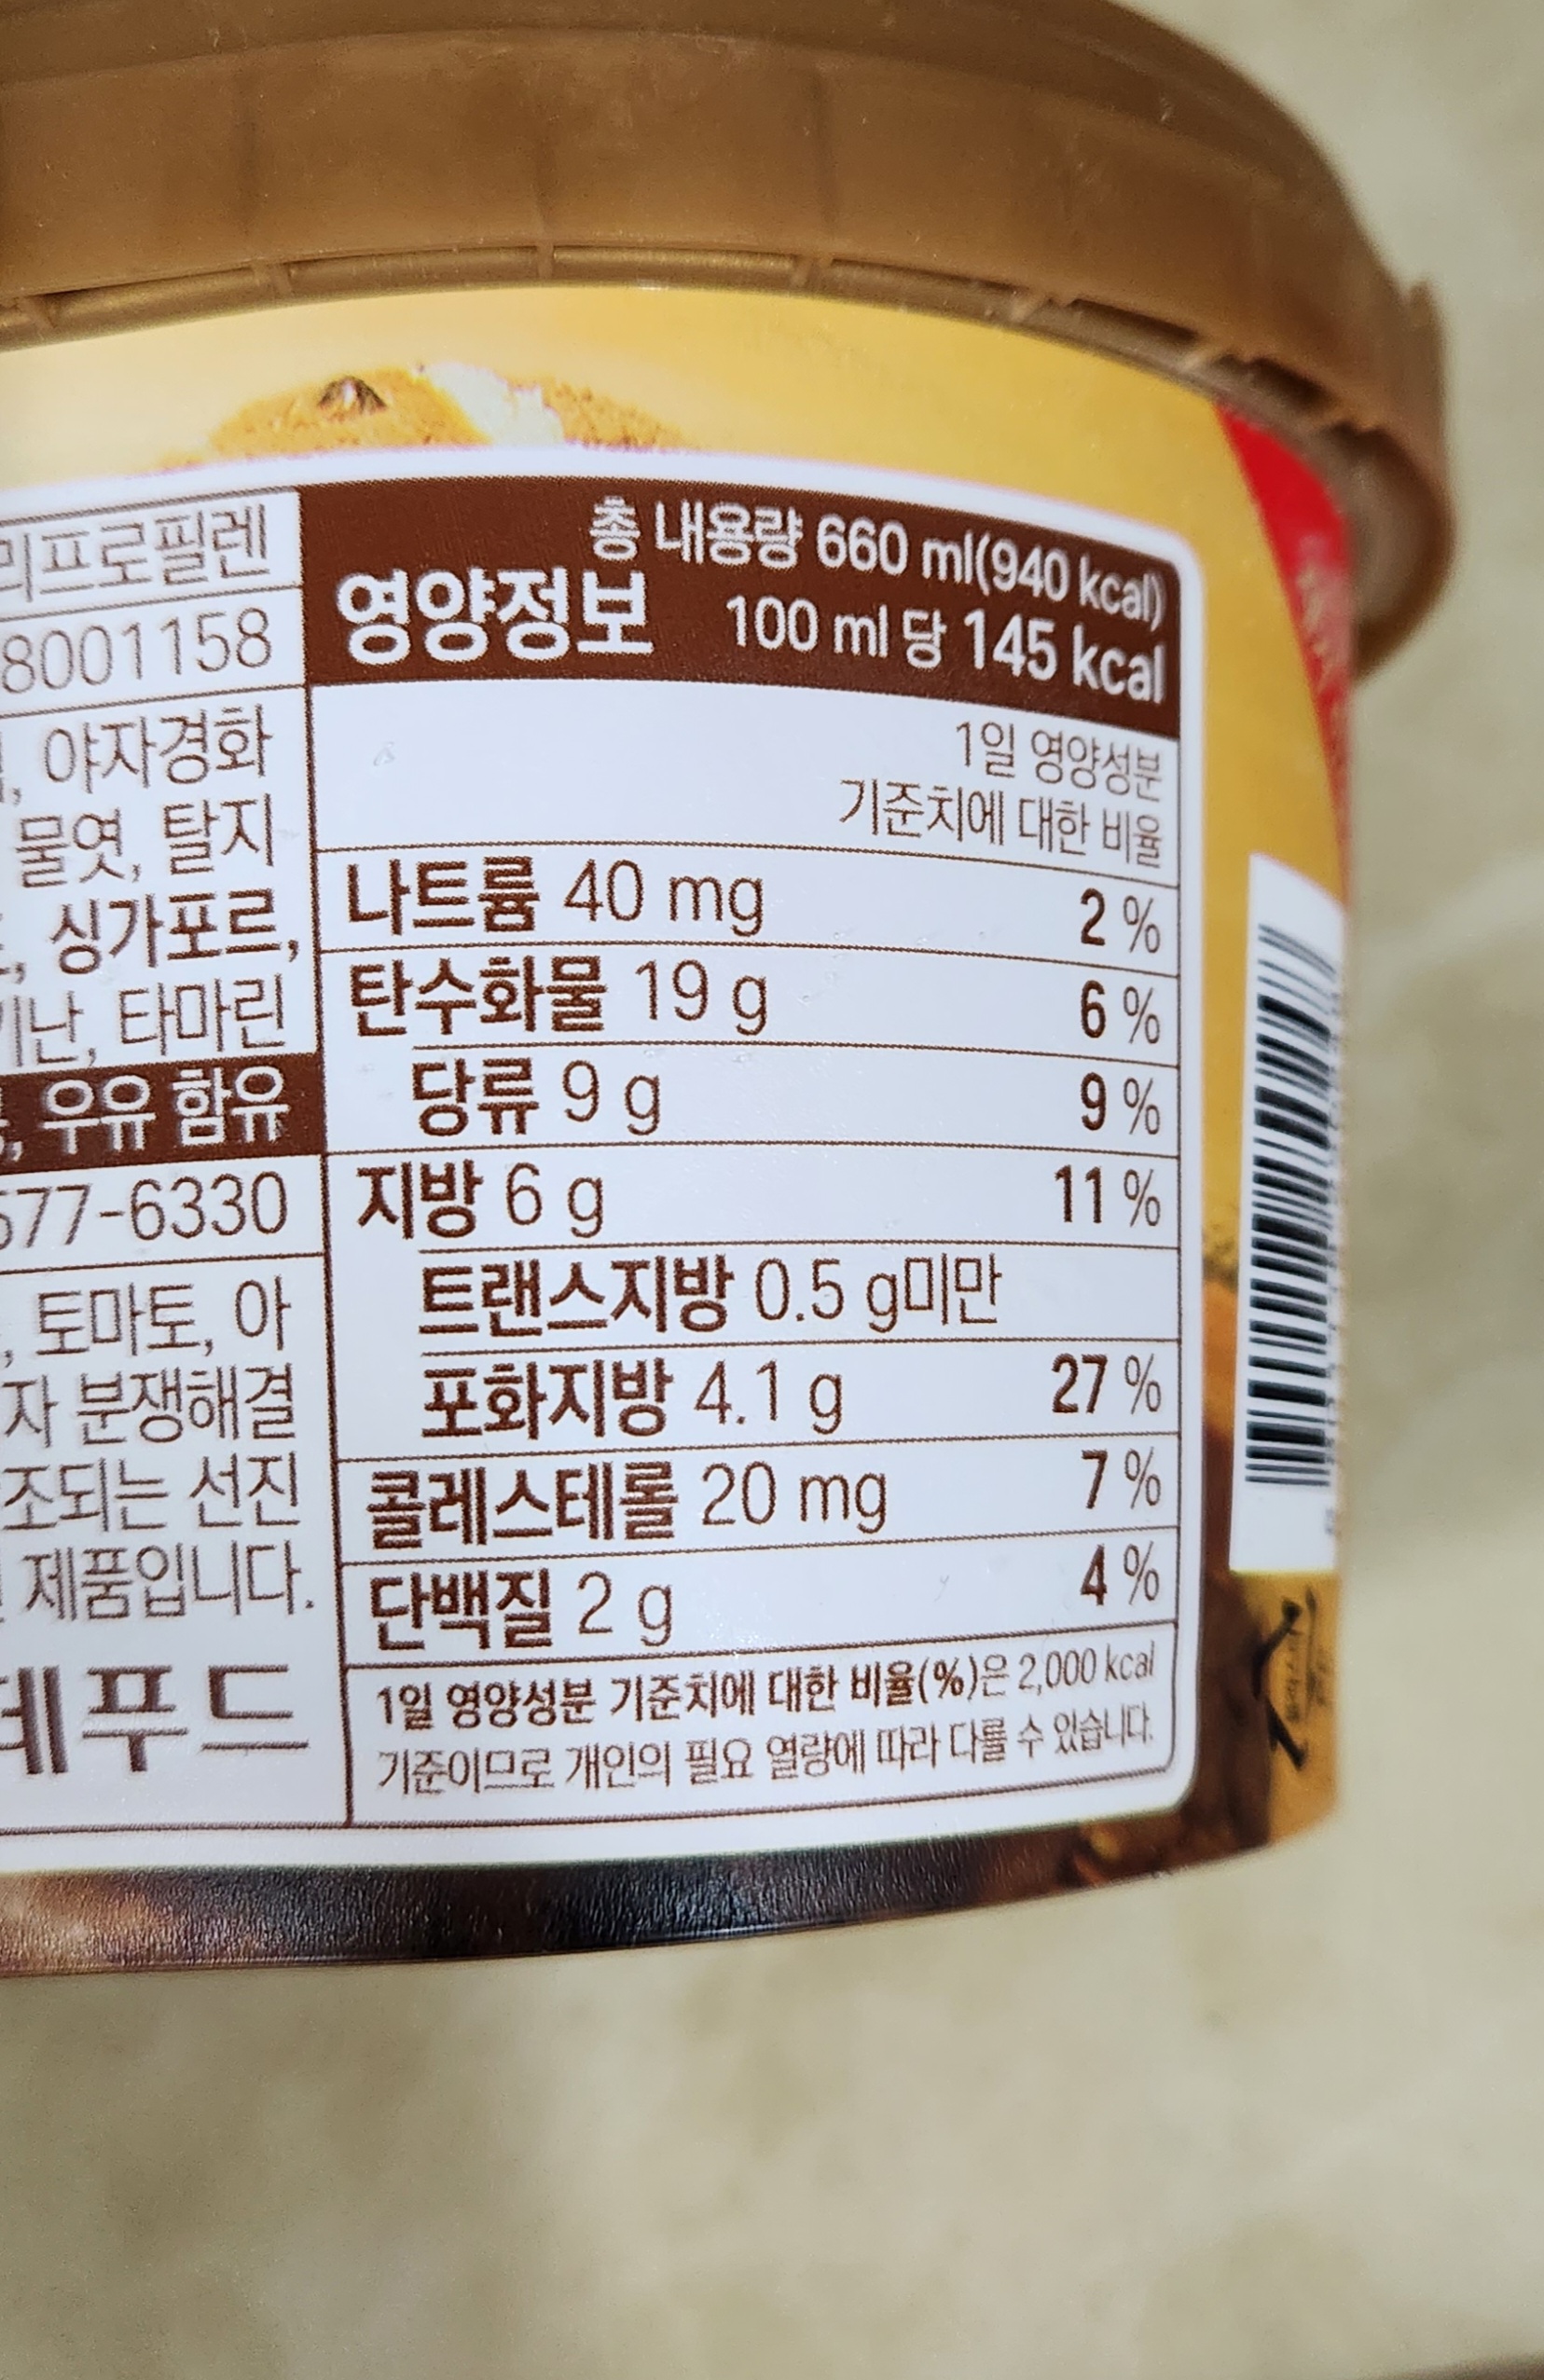 리프로필렌
8001158
, 야자경화
물엿, 탈지
, 싱가포르,
기난, 타마린
, 우유 함유
577-6330
, 토마토, 아
자 분쟁해결
조되는 선진
제품입니다.
데푸드
총 내용량 660 ml(940 kcal)
영양정보 100 ml 당 145 kcal
1일 영양성분
기준치에 대한 비율
나트륨 40 mg 2 %
탄수화물 19 g 6 %
당류 9 g 9 %
지방 6 g 11 %
트랜스지방 0.5 g미만
포화지방 4.1 g 27 %
콜레스테롤 20 mg 7 %
단백질 2 g 4 %
1일 영양성분 기준치에 대한 비율(%)은 2,000 kcal
기준이므로 개인의 필요 열량에 따라 다를 수 있습니다.